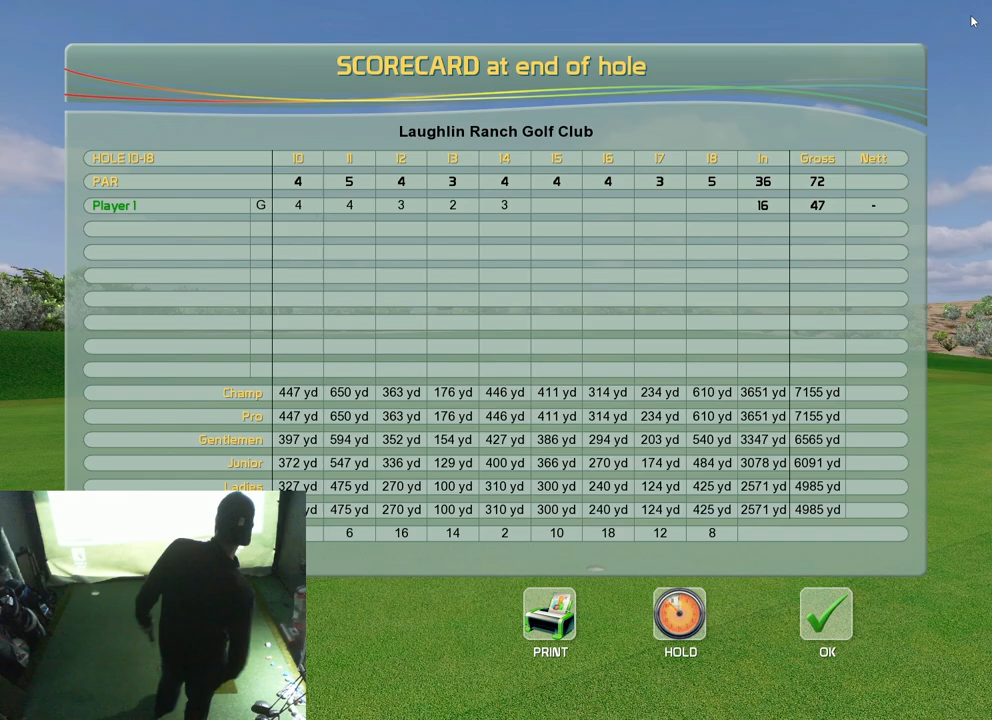 SCORECARD at end of hole
Laughlin Ranch Golf Club
HOLE 10-18 10 11 12 13 14 15 16 17 18 In Gross Nett
PAR 4 5 4 3 4 4 4 3 5 36 72
Player 1 G 4 4 3 2 3 16 47 -
Champ 447 yd 650 yd 363 yd 176 yd 446 yd 411 yd 314 yd 234 yd 610 yd 3651 yd 7155 yd
Pro 447 yd 650 yd 363 yd 176 yd 446 yd 411 yd 314 yd 234 yd 610 yd 3651 yd 7155 yd
Gentlemen 397 yd 594 yd 352 yd 154 yd 427 yd 386 yd 294 yd 203 yd 540 yd 3347 yd 6565 yd
Junior 372 yd 547 yd 336 yd 129 yd 400 yd 366 yd 270 yd 174 yd 484 yd 3078 yd 6091 yd
Ladies 327 yd 475 yd 270 yd 100 yd 310 yd 300 yd 240 yd 124 yd 425 yd 2571 yd 4985 yd
yd 475 yd 270 yd 100 yd 310 yd 300 yd 240 yd 124 yd 425 yd 2571 yd 4985 yd
6 16 14 2 10 18 12 8
PRINT HOLD OK